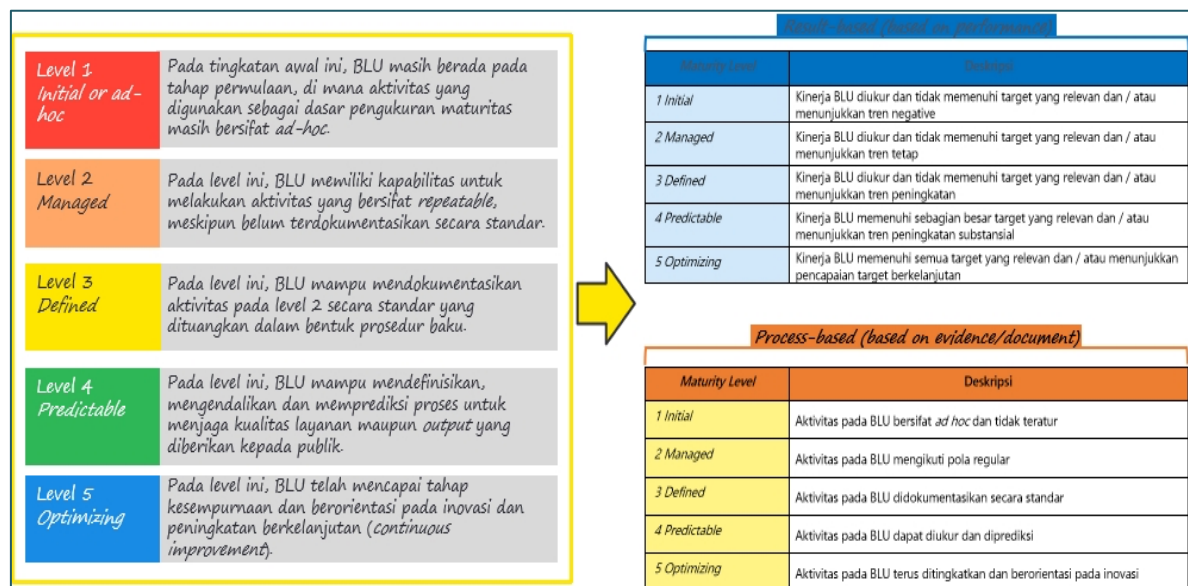 Level 1
Initial or ad-
hoc
Pada tingkatan awal ini, BLU masih berada pada
tahap permulaan, di mana aktivitas yang
digunakan sebagai dasar pengukuran maturitas
masih bersifat ad-hoc.
Level 2
Managed
Pada level ini, BLU memiliki kapabilitas untuk
melakukan aktivitas yang bersifat repeatable,
meskipun belum terdokumentasikan secara standar.
Level 3
Defined
Pada level ini, BLU mampu mendokumentasikan
aktivitas pada level 2 secara standar yang
dituangkan dalam bentuk prosedur baku.
Level 4
Predictable
Pada level ini, BLU mampu mendefinisikan,
mengendalikan dan memprediksi proses untuk
menjaga kualitas layanan maupun output yang
diberikan kepada publik.
Level 5
Optimizing
Pada level ini, BLU telah mencapai tahap
kesempurnaan dan berorientasi pada inovasi dan
peningkatan berkelanjutan (continuous
improvement).
Result-based (based on performance)
Maturity Level
Deskripsi
1 Initial
Kinerja BLU diukur dan tidak memenuhi target yang relevan dan / atau
menunjukkan tren negative
2 Managed
Kinerja BLU diukur dan tidak memenuhi target yang relevan dan / atau
menunjukkan tren tetap
3 Defined
Kinerja BLU diukur dan tidak memenuhi target yang relevan dan / atau
menunjukkan tren peningkatan
4 Predictable
Kinerja BLU memenuhi sebagian besar target yang relevan dan / atau
menunjukkan tren peningkatan substansial
5 Optimizing
Kinerja BLU memenuhi semua target yang relevan dan / atau menunjukkan
pencapaian target berkelanjutan
Process-based (based on evidence/document)
Maturity Level
Deskripsi
1 Initial
Aktivitas pada BLU bersifat ad hoc dan tidak teratur
2 Managed
Aktivitas pada BLU mengikuti pola regular
3 Defined
Aktivitas pada BLU didokumentasikan secara standar
4 Predictable
Aktivitas pada BLU dapat diukur dan diprediksi
5 Optimizing
Aktivitas pada BLU terus ditingkatkan dan berorientasi pada inovasi